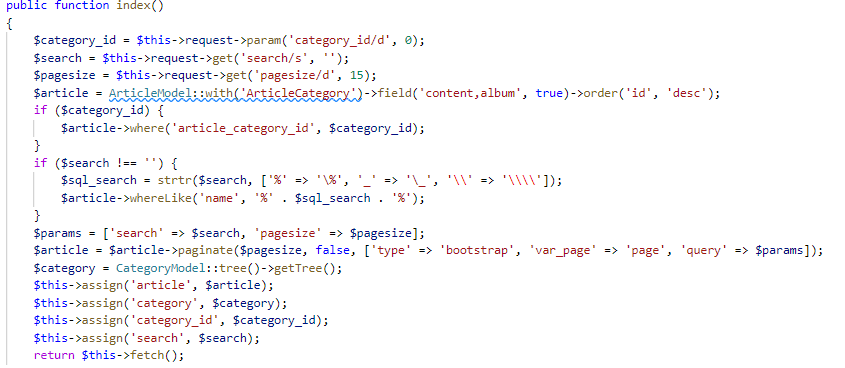 public function index()
{
    $category_id = $this->request->param('category_id/d', 0);
    $search = $this->request->get('search/s', '');
    $pagesize = $this->request->get('pagesize/d', 15);
    $article = ArticleModel::with('ArticleCategory')->field('content,album', true)->order('id', 'desc');
    if ($category_id) {
        $article->where('article_category_id', $category_id);
    }
    if ($search !== '') {
        $sql_search = strtr($search, ['%' => '\%', '_' => '\_', '\\' => '\\\\']);
        $article->whereLike('name', '%' . $sql_search . '%');
    }
    $params = ['search' => $search, 'pagesize' => $pagesize];
    $article = $article->paginate($pagesize, false, ['type' => 'bootstrap', 'var_page' => 'page', 'query' => $params]);
    $category = CategoryModel::tree()->getTree();
    $this->assign('article', $article);
    $this->assign('category', $category);
    $this->assign('category_id', $category_id);
    $this->assign('search', $search);
    return $this->fetch();